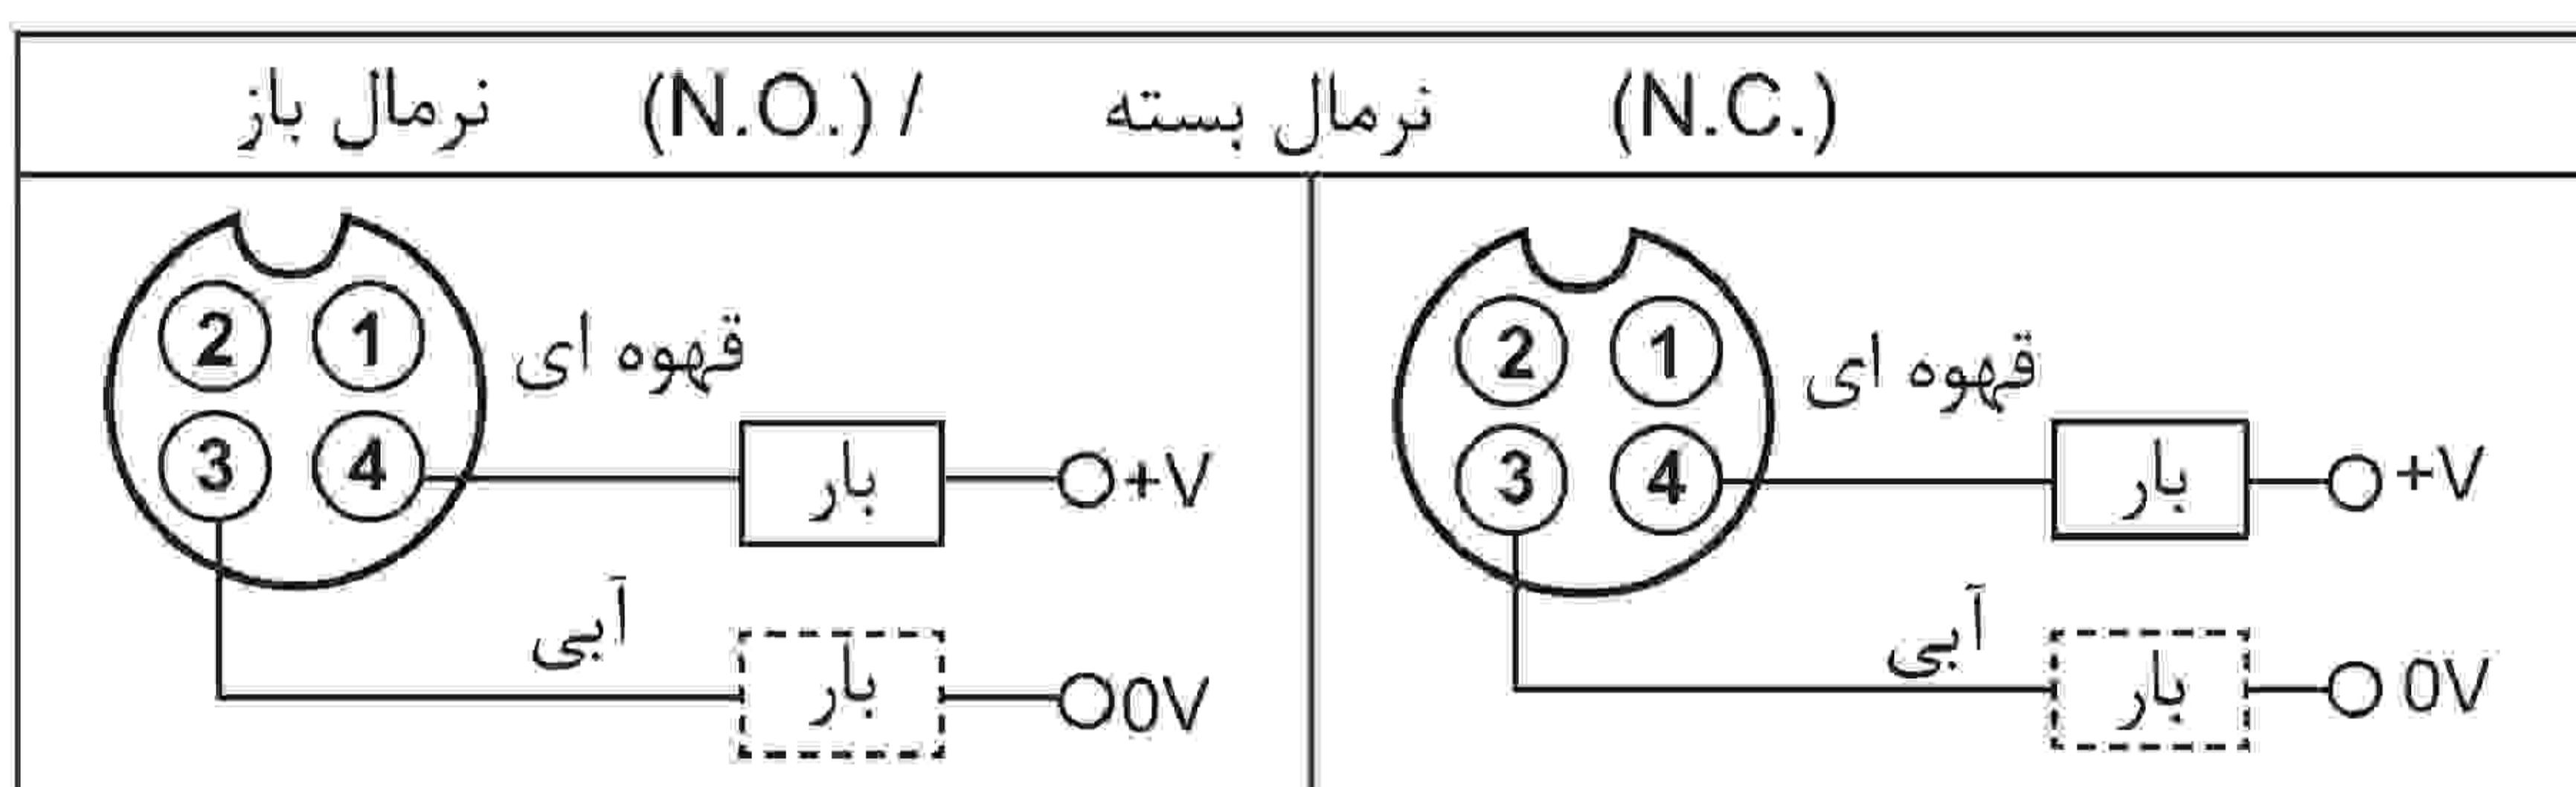 نرمال باز (N.O.) / نرمال بسته (N.C.)
2 1
قهوه ای
3 4
بار
+V
آبی
بار
0V
2 1
قهوه ای
3 4
بار
+V
آبی
بار
0V